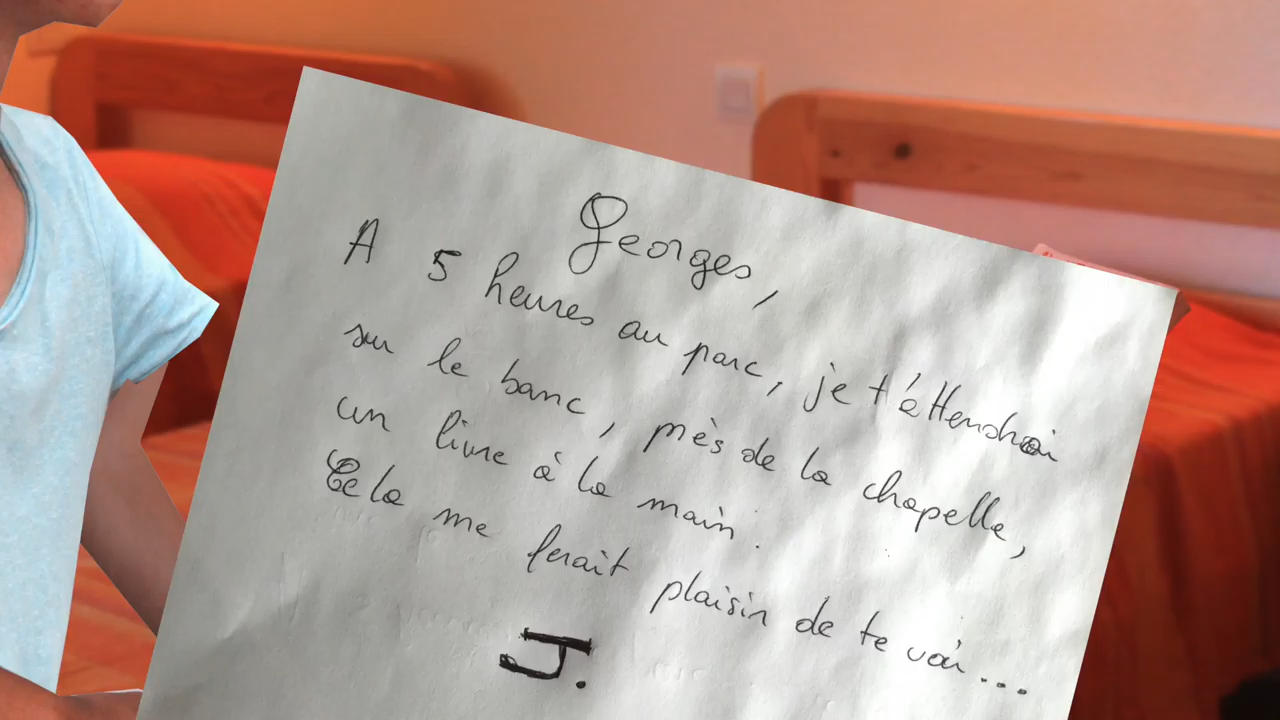 Georges,
A 5 heures au parc, je t'attendrai
sur le banc, près de la chapelle,
un livre à la main.
Cela me ferait plaisir de te voir...
J.